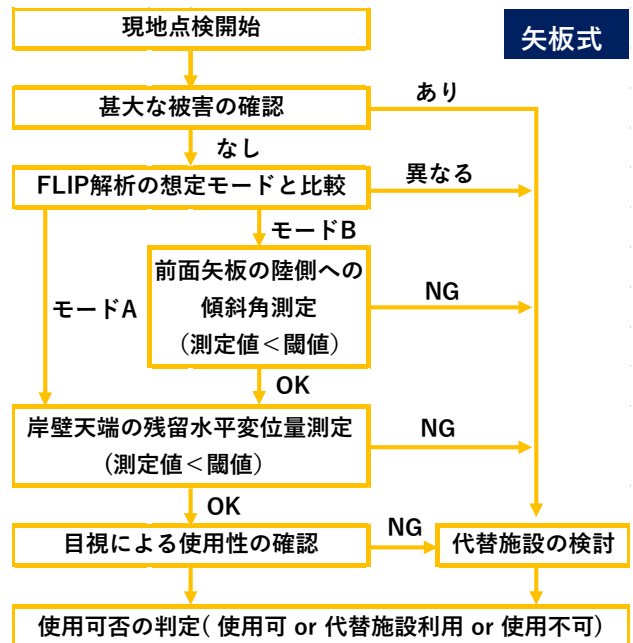 現地点検開始
矢板式
甚大な被害の確認
あり
なし
FLIP解析の想定モードと比較
異なる
モードB
モードA
前面矢板の陸側への
傾斜角測定
(測定値<閾値)
NG
OK
岸壁天端の残留水平変位量測定
(測定値<閾値)
NG
OK
目視による使用性の確認
NG
代替施設の検討
使用可否の判定( 使用可 or 代替施設利用 or 使用不可)